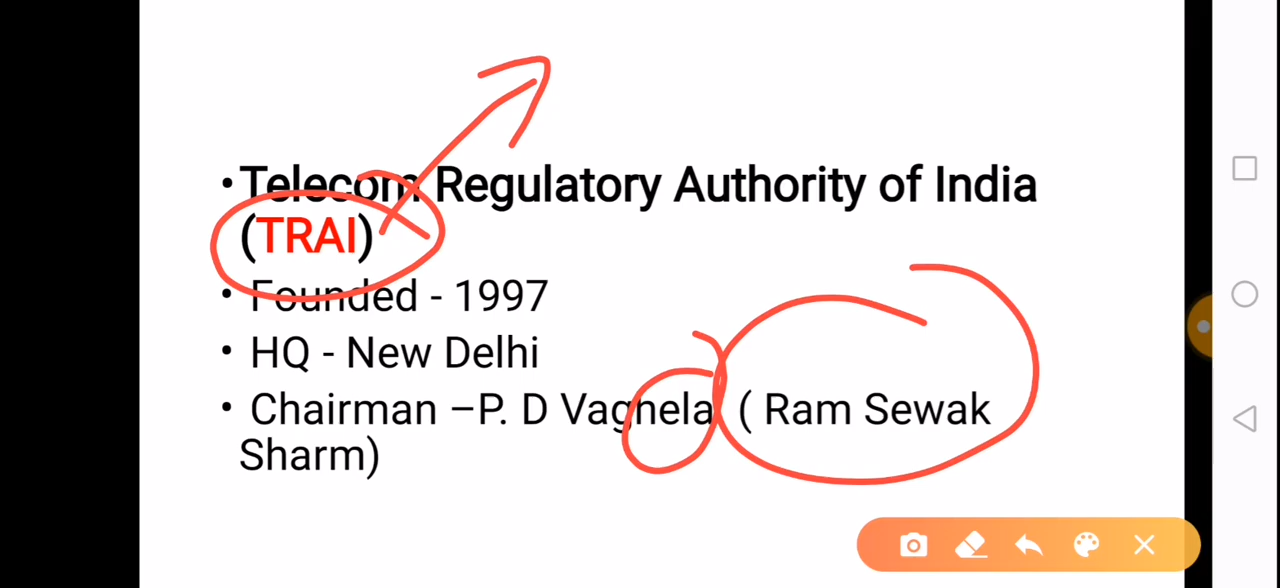 •Telecom Regulatory Authority of India
(TRAI)
• Founded - 1997
• HQ - New Delhi
• Chairman –P. D Vaghela ( Ram Sewak
Sharm)